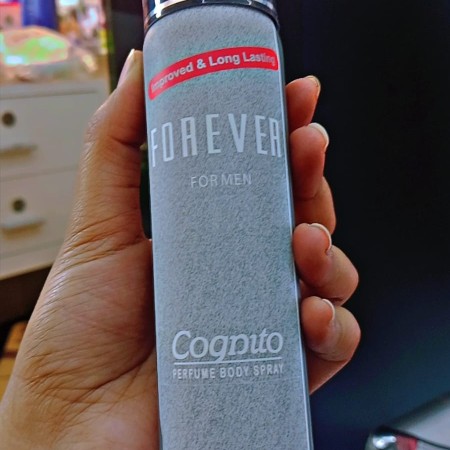 Improved & Long Lasting
FOREVER
FOR MEN
Cognito
PERFUME BODY SPRAY